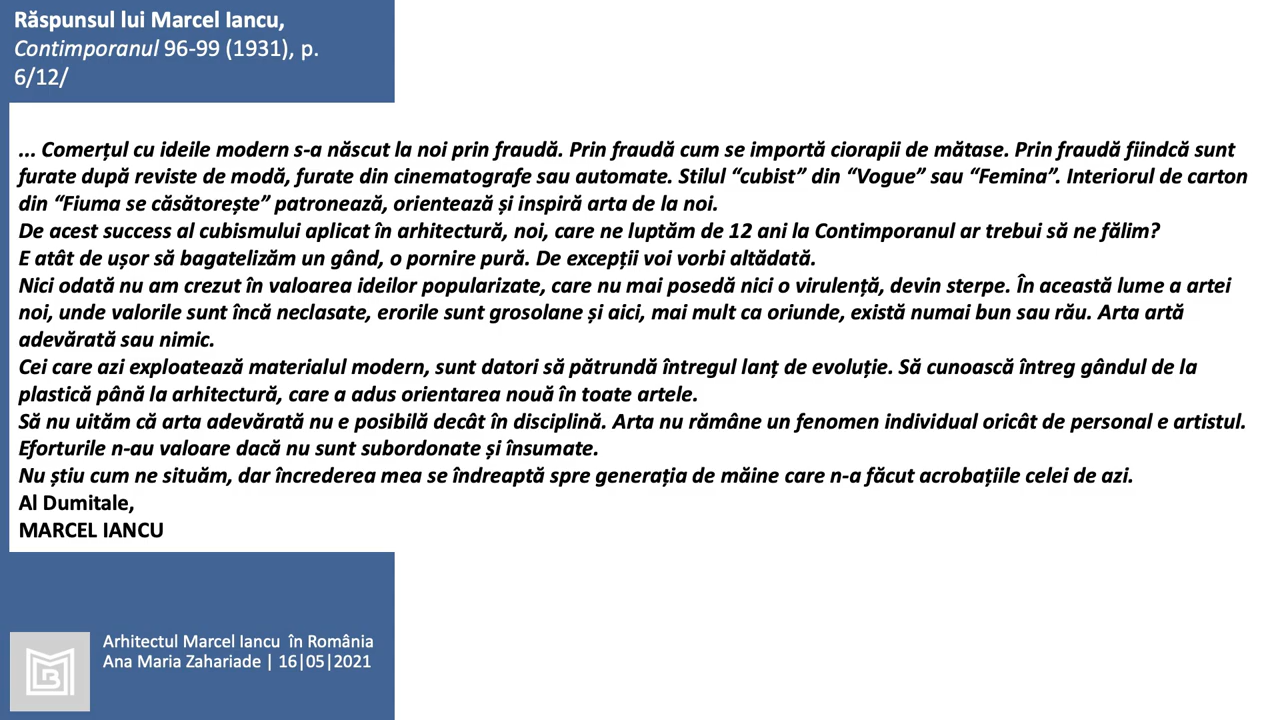 Răspunsul lui Marcel Iancu,
Contimporanul 96-99 (1931), p.
6/12/
... Comerțul cu ideile modern s-a născut la noi prin fraudă. Prin fraudă cum se importă ciorapii de mătase. Prin fraudă fiindcă sunt
furate după reviste de modă, furate din cinematografe sau automate. Stilul “cubist” din “Vogue” sau “Femina”. Interiorul de carton
din “Fiuma se căsătorește” patronează, orientează și inspiră arta de la noi.
De acest success al cubismului aplicat în arhitectură, noi, care ne luptăm de 12 ani la Contimporanul ar trebui să ne fălim?
E atât de ușor să bagatelizăm un gând, o pornire pură. De excepții voi vorbi altădată.
Nici odată nu am crezut în valoarea ideilor popularizate, care nu mai posedă nici o virulență, devin sterpe. În această lume a artei
noi, unde valorile sunt încă neclasate, erorile sunt grosolane și aici, mai mult ca oriunde, există numai bun sau rău. Arta artă
adevărată sau nimic.
Cei care azi exploatează materialul modern, sunt datori să pătrundă întregul lanț de evoluție. Să cunoască întreg gândul de la
plastică până la arhitectură, care a adus orientarea nouă în toate artele.
Să nu uităm că arta adevărată nu e posibilă decât în disciplină. Arta nu rămâne un fenomen individual oricât de personal e artistul.
Eforturile n-au valoare dacă nu sunt subordonate și însumate.
Nu știu cum ne situăm, dar încrederea mea se îndreaptă spre generația de măine care n-a făcut acrobațiile celei de azi.
Al Dumitale,
MARCEL IANCU
Arhitectul Marcel Iancu în România
Ana Maria Zahariade | 16|05|2021